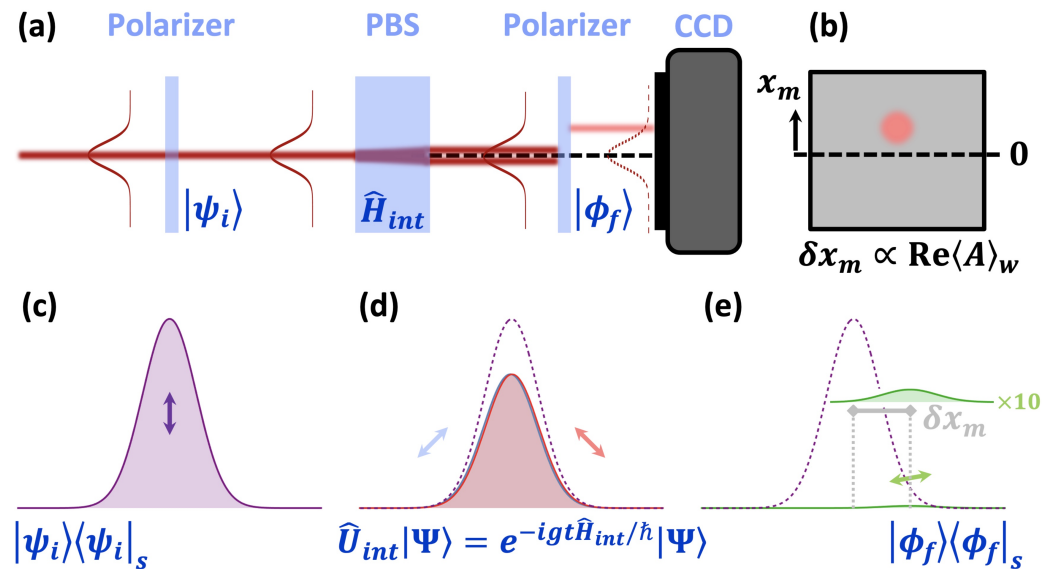 (a) Polarizer PBS Polarizer CCD (b)
x_m
0
|ψ_i⟩ Ĥ_int |ϕ_f⟩
δx_m ∝ Re⟨A⟩_w
(c) (d) (e)
×10
δx_m
|ψ_i⟩⟨ψ_i|_s Û_int|Ψ⟩ = e^{-igtĤ_int/ℏ}|Ψ⟩ |ϕ_f⟩⟨ϕ_f|_s